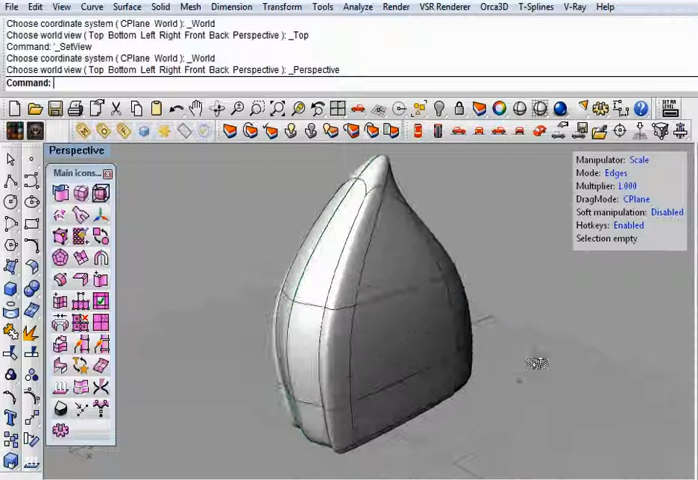 File Edit View Curve Surface Solid Mesh Dimension Transform Tools Analyze Render VSR Renderer Orca3D T-Splines V-Ray Help
Choose coordinate system ( CPlane World ): _World
Choose world view ( Top Bottom Left Right Front Back Perspective ): _Top
Command: '_SetView
Choose coordinate system ( CPlane World ): _World
Choose world view ( Top Bottom Left Right Front Back Perspective ): _Perspective
Command:
Perspective
Main icons...
Manipulator: Scale
Mode: Edges
Multiplier: 1.000
DragMode: CPlane
Soft manipulation: Disabled
Hotkeys: Enabled
Selection empty